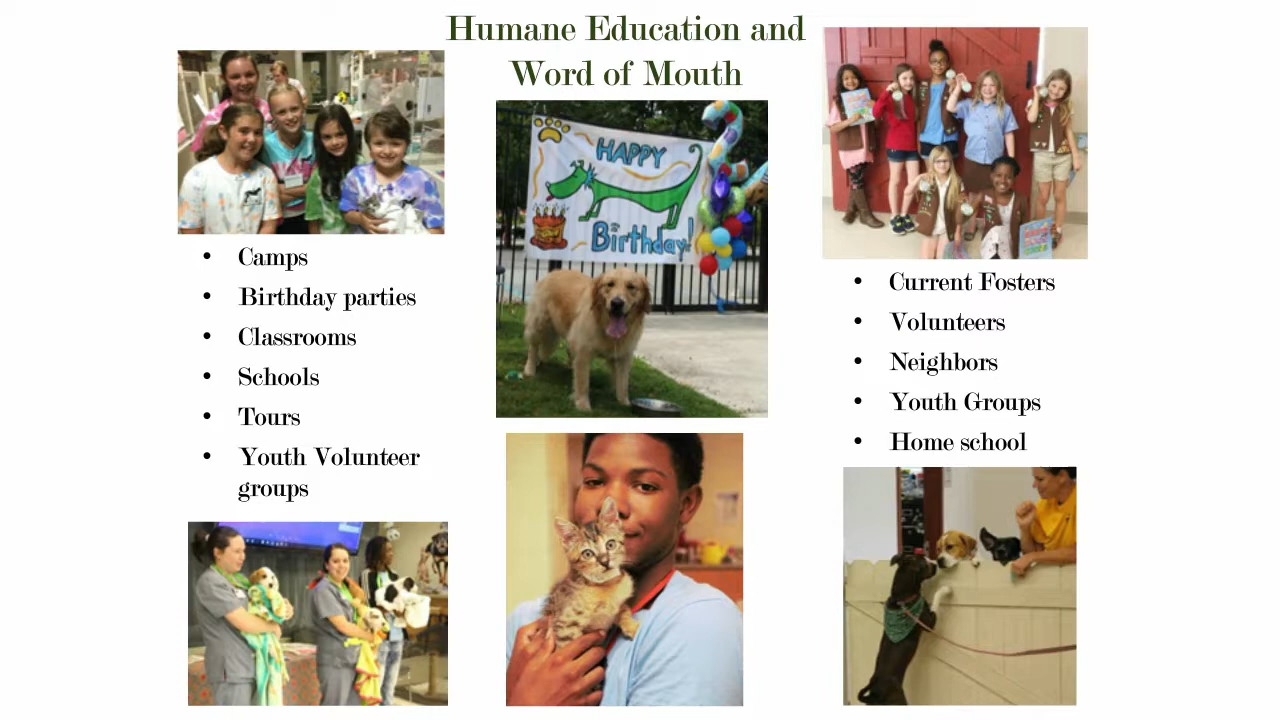 Humane Education and
Word of Mouth
HAPPY
Birthday!
• Camps
• Birthday parties
• Classrooms
• Schools
• Tours
• Youth Volunteer
groups
• Current Fosters
• Volunteers
• Neighbors
• Youth Groups
• Home school